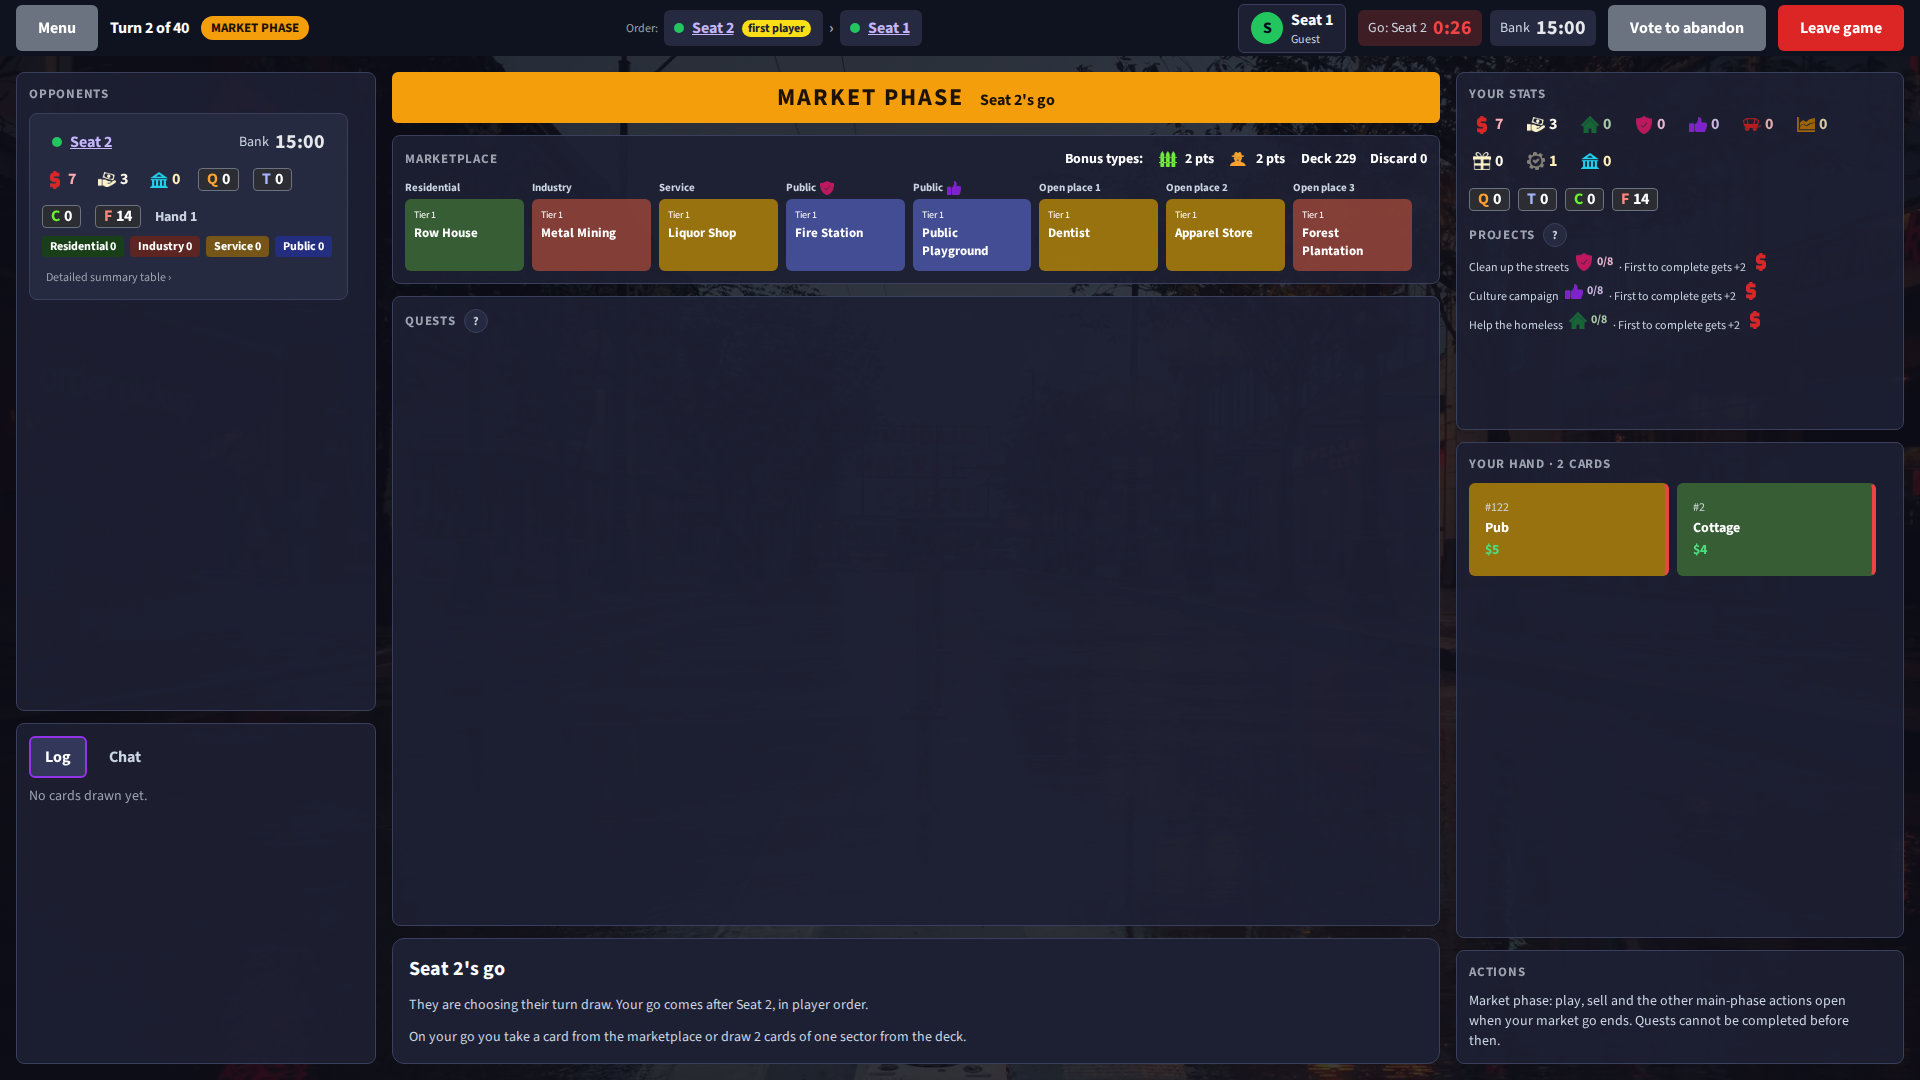 Menu
Turn 2 of 40
MARKET PHASE
Order:
Seat 2 first player › Seat 1
S
Seat 1
Guest
Go: Seat 2 0:26
Bank 15:00
Vote to abandon
Leave game
OPPONENTS
Seat 2
Bank 15:00
7 3 0 Q 0 T 0
C 0 F 14 Hand 1
Residential 0 Industry 0 Service 0 Public 0
Detailed summary table ›
Log
Chat
No cards drawn yet.
MARKET PHASE Seat 2's go
MARKETPLACE
Bonus types: 2 pts 2 pts Deck 229 Discard 0
Residential
Tier 1
Row House
Industry
Tier 1
Metal Mining
Service
Tier 1
Liquor Shop
Public
Tier 1
Fire Station
Public
Tier 1
Public
Playground
Open place 1
Tier 1
Dentist
Open place 2
Tier 1
Apparel Store
Open place 3
Tier 1
Forest
Plantation
QUESTS ?
Seat 2's go
They are choosing their turn draw. Your go comes after Seat 2, in player order.
On your go you take a card from the marketplace or draw 2 cards of one sector from the deck.
YOUR STATS
7 3 0 0 0 0 0
0 1 0
Q 0 T 0 C 0 F 14
PROJECTS ?
Clean up the streets 0/8 · First to complete gets +2
Culture campaign 0/8 · First to complete gets +2
Help the homeless 0/8 · First to complete gets +2
YOUR HAND · 2 CARDS
#122
Pub
$5
#2
Cottage
$4
ACTIONS
Market phase: play, sell and the other main-phase actions open
when your market go ends. Quests cannot be completed before
then.